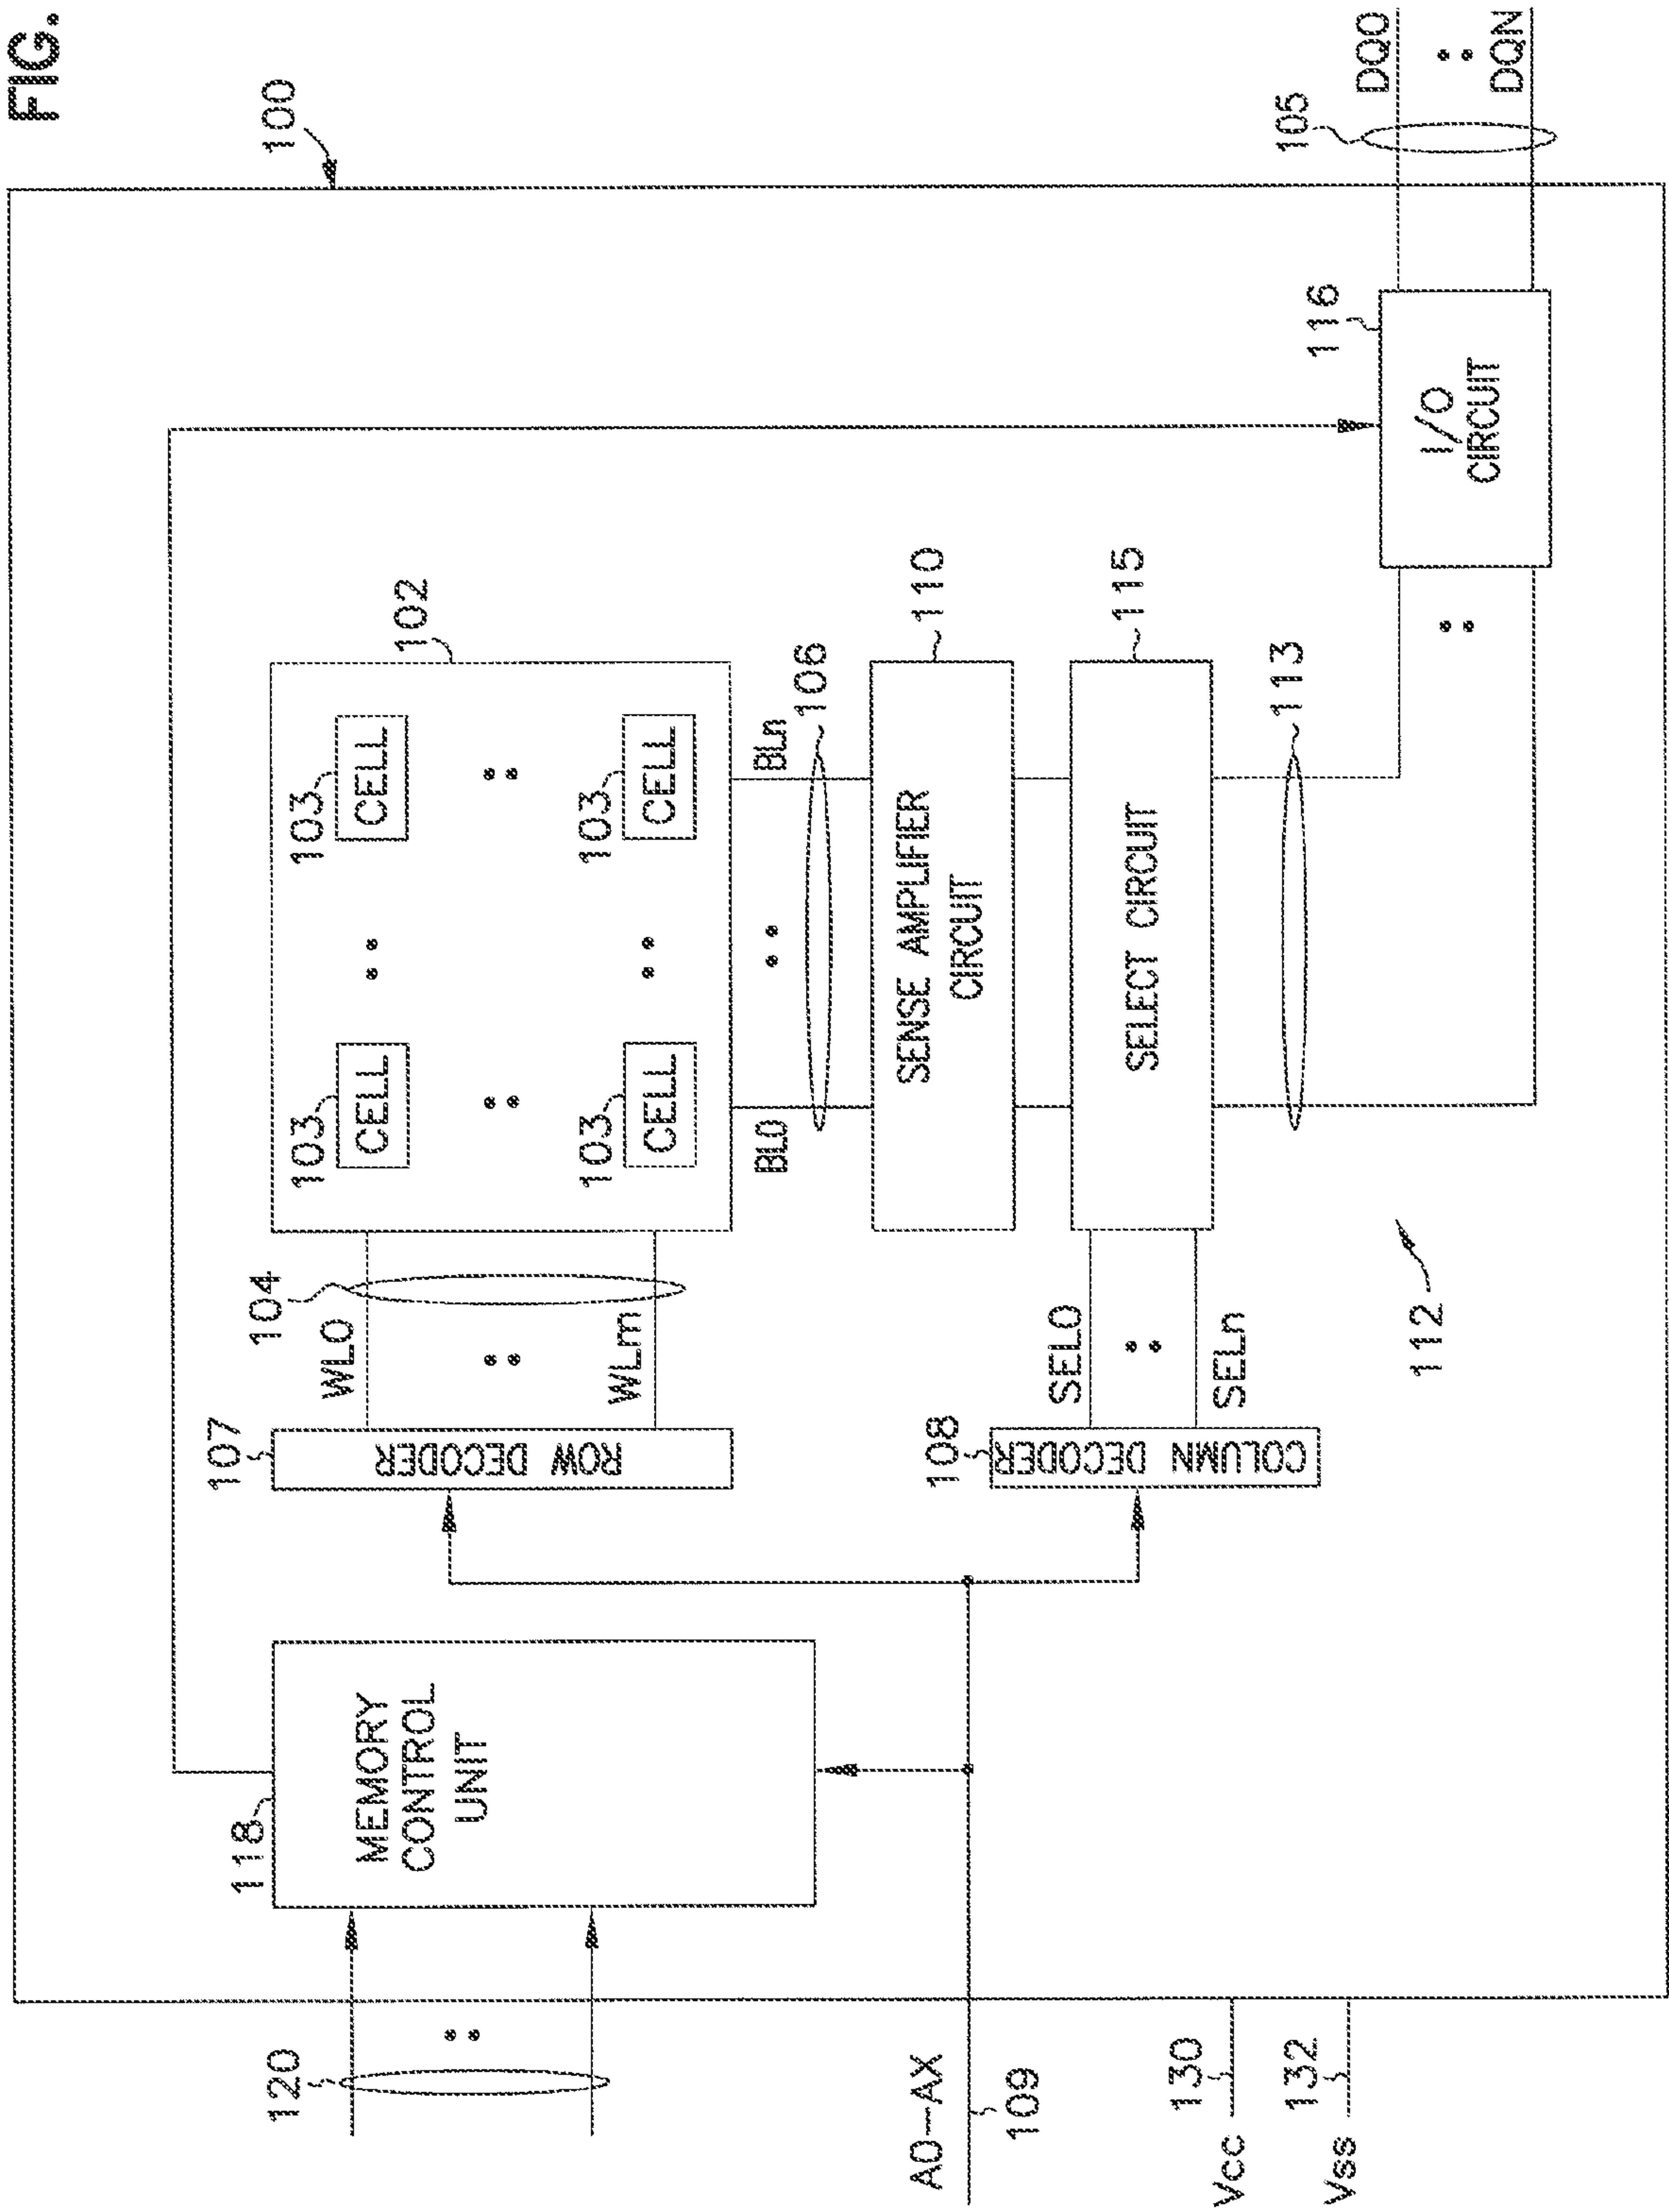 FIG.
100
102
103
CELL
103
CELL
103
CELL
103
CELL
104
WL0
WLm
107
ROW DECODER
118
MEMORY
CONTROL
UNIT
120
BL0
BLn
106
SENSE AMPLIFIER
CIRCUIT
110
SELECT CIRCUIT
115
SEL0
SELn
108
COLUMN DECODER
113
112
A0–AX
109
I/O
CIRCUIT
116
105
DQ0
DQN
Vcc
130
Vss
132